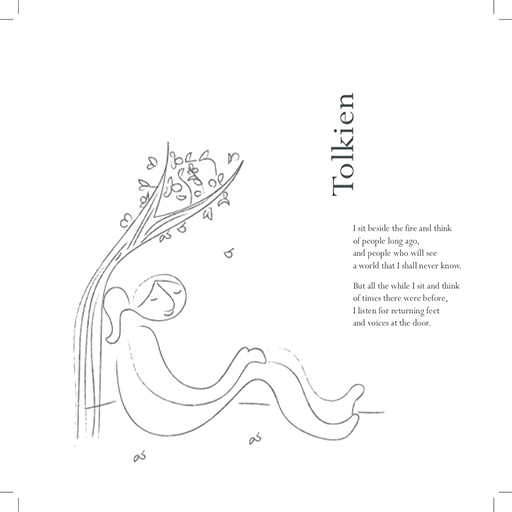 Tolkien
I sit beside the fire and think
of people long ago,
and people who will see
a world that I shall never know.
But all the while I sit and think
of times there were before,
I listen for returning feet
and voices at the door.